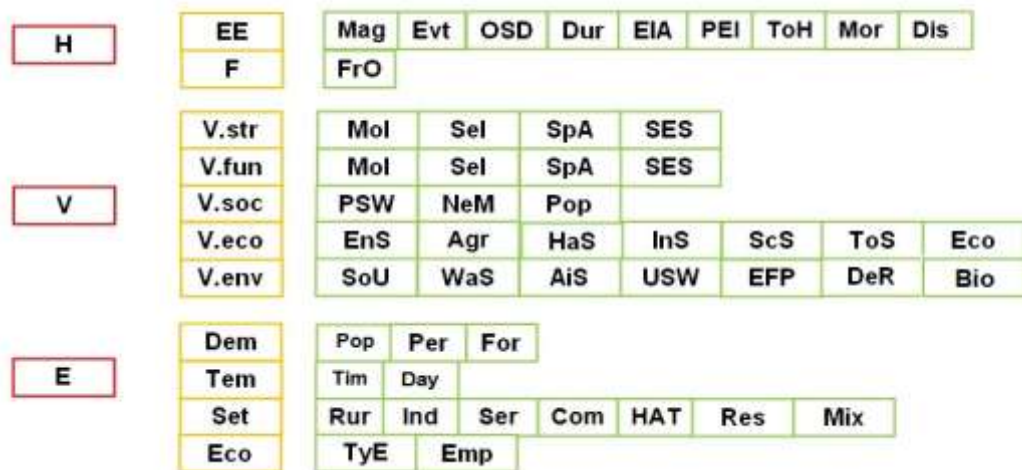 H EE Mag Evt OSD Dur EIA PEI ToH Mor Dis
F FrO
V.str Mol Sel SpA SES
V.fun Mol Sel SpA SES
V V.soc PSW NeM Pop
V.eco EnS Agr HaS InS ScS ToS Eco
V.env SoU WaS AiS USW EFP DeR Bio
Dem Pop Per For
E Tem Tim Day
Set Rur Ind Ser Com HAT Res Mix
Eco TyE Emp